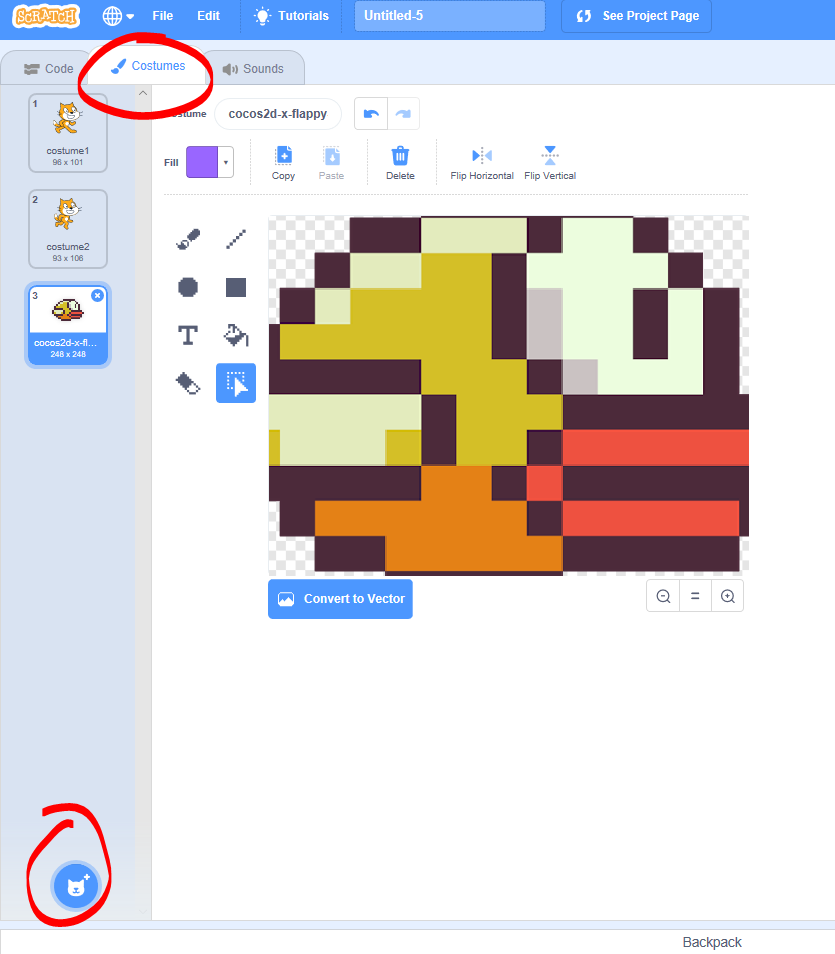 SCRATCH File Edit Tutorials Untitled-5 See Project Page
Code Costumes Sounds
1
costume1
96 x 101
2
costume2
93 x 106
3
cocos2d-x-fl...
248 x 248
cocos2d-x-flappy
Fill Copy Paste Delete Flip Horizontal Flip Vertical
T
Convert to Vector
=
Backpack